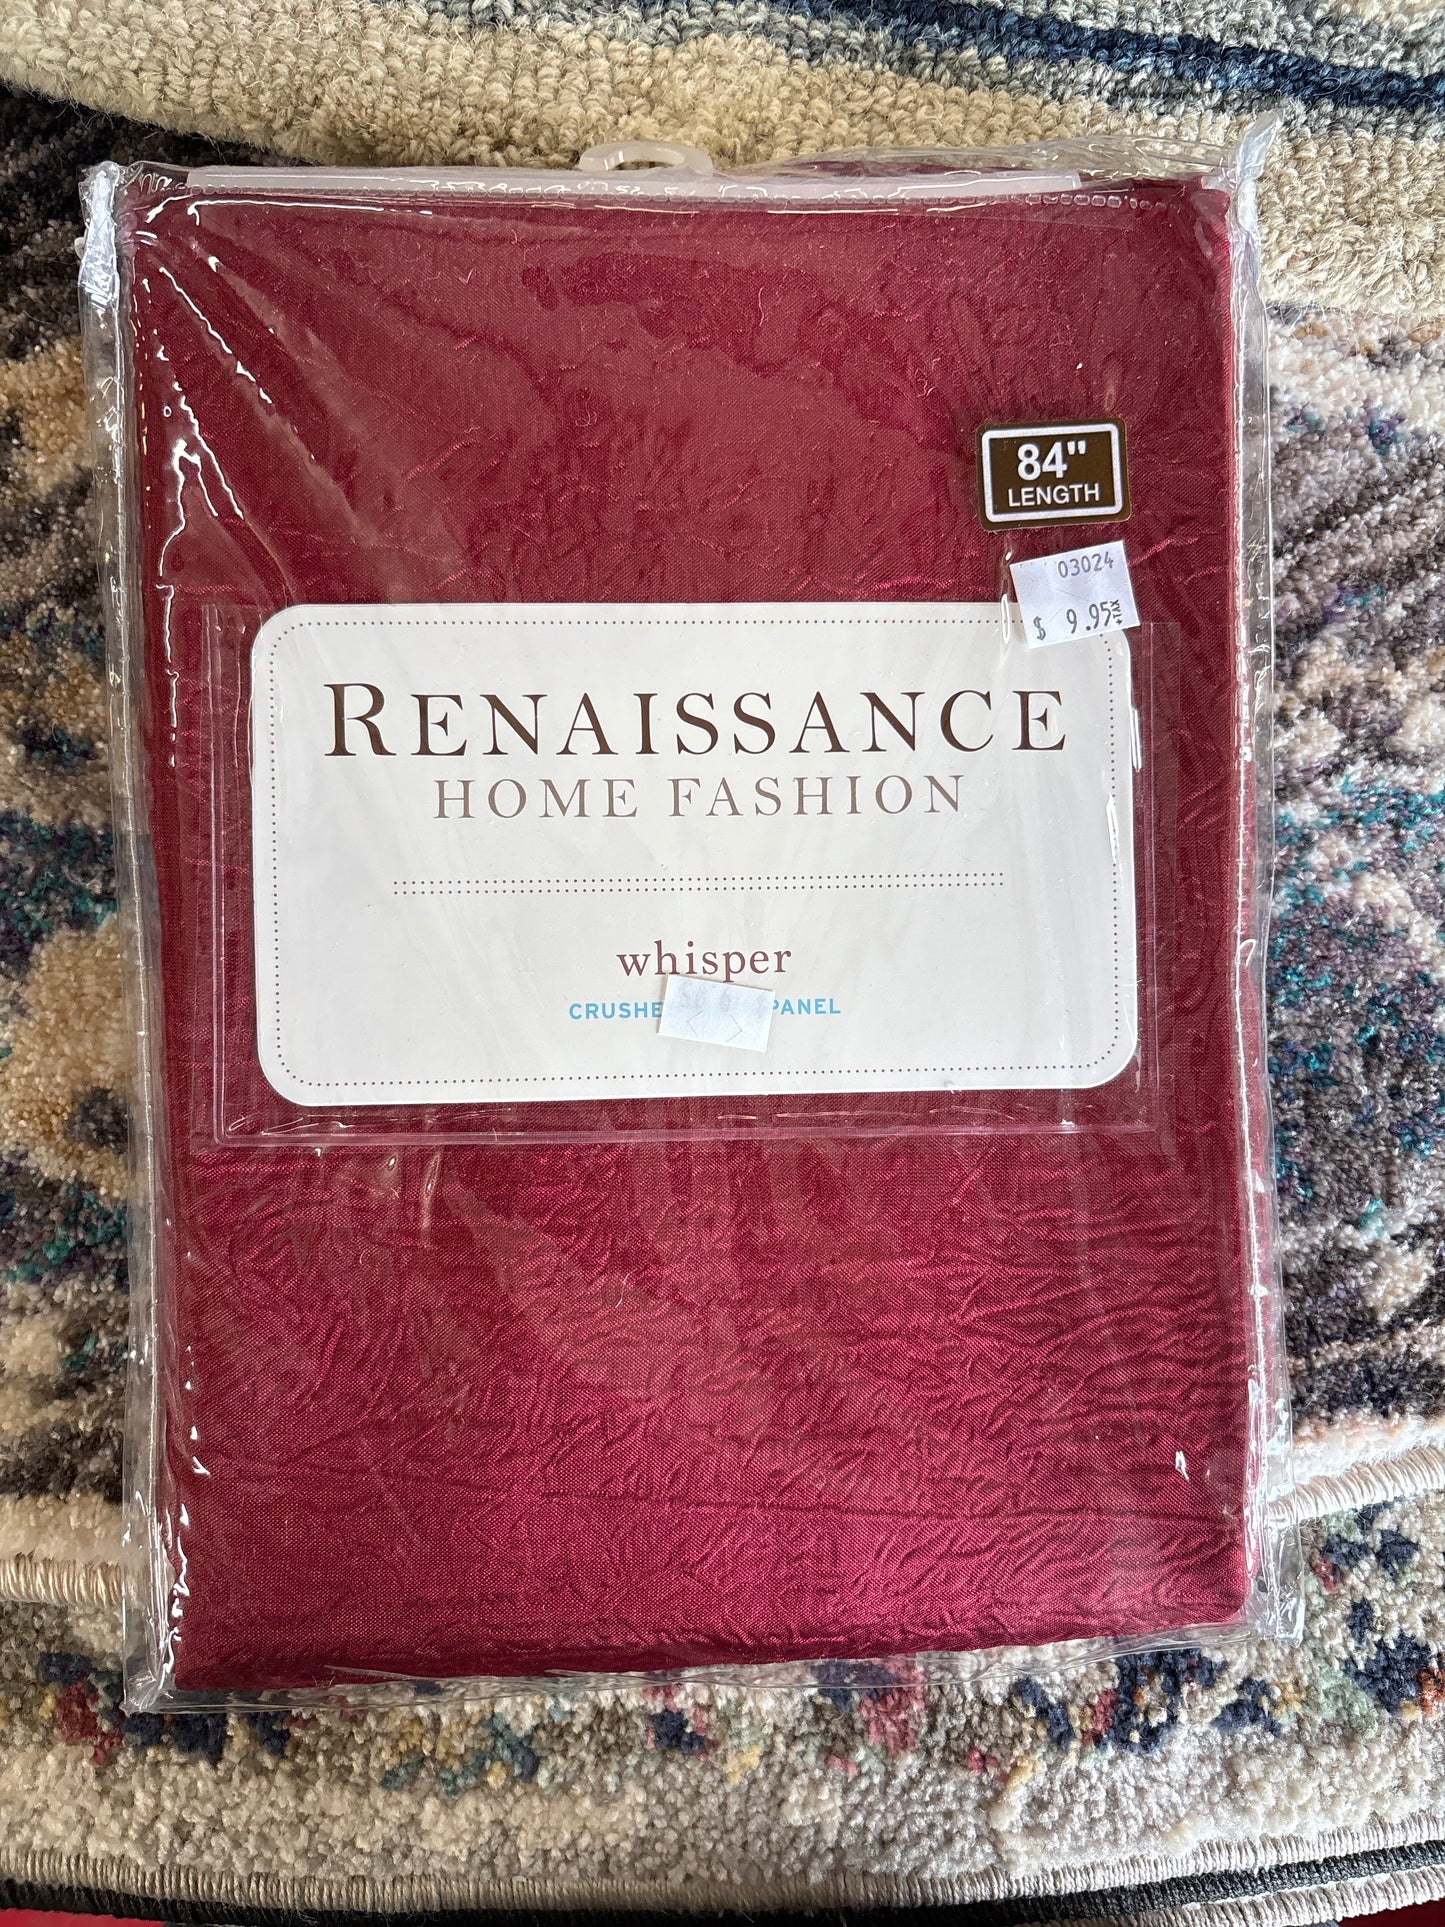 84"
LENGTH
03024
$ 9.95
RENAISSANCE
HOME FASHION
whisper
CRUSHE PANEL